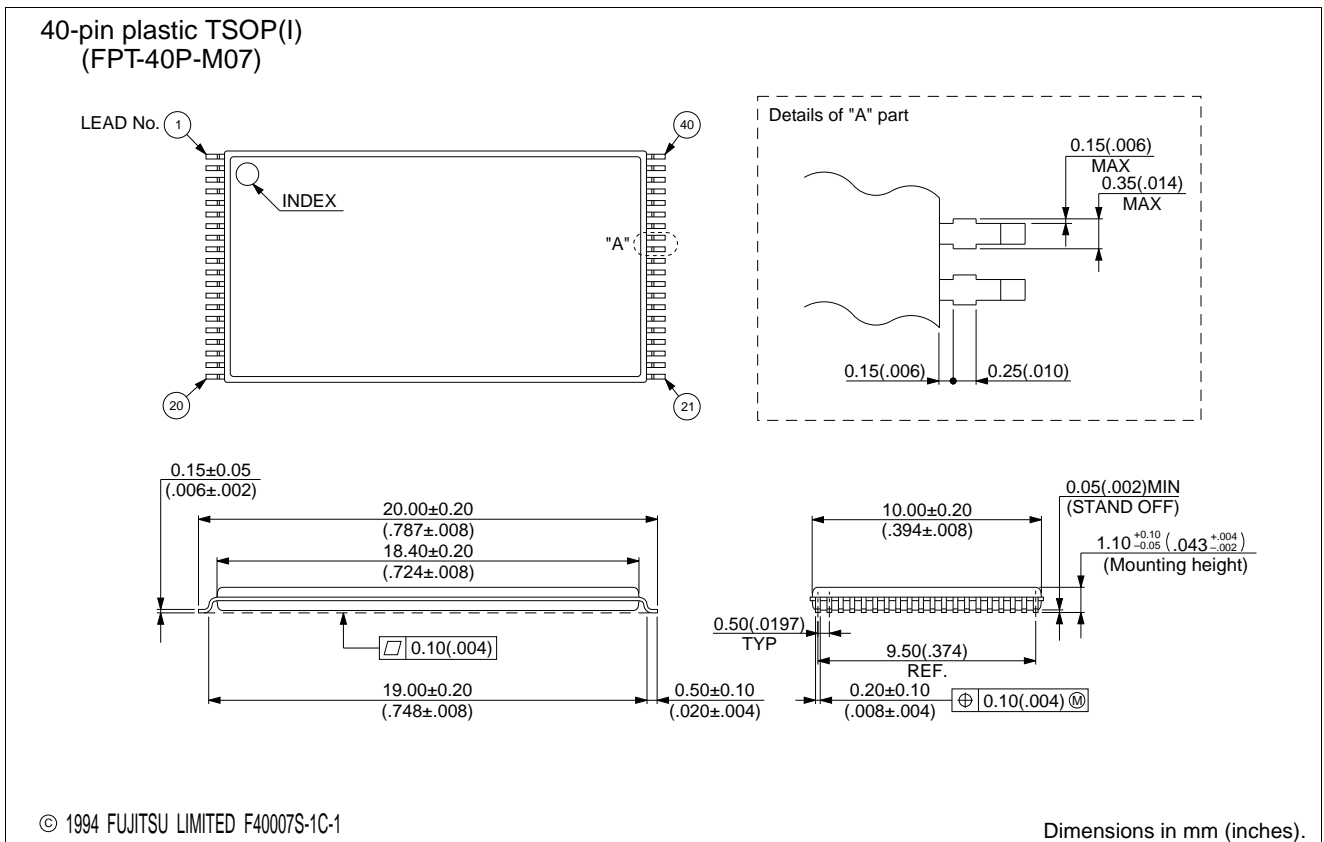 40-pin plastic TSOP(I)
(FPT-40P-M07)
LEAD No. 1
40
INDEX
"A"
20
21
Details of "A" part
0.15(.006)
MAX
0.35(.014)
MAX
0.15(.006)
0.25(.010)
0.15±0.05
(.006±.002)
20.00±0.20
(.787±.008)
18.40±0.20
(.724±.008)
0.10(.004)
19.00±0.20
(.748±.008)
0.50±0.10
(.020±.004)
10.00±0.20
(.394±.008)
0.05(.002)MIN
(STAND OFF)
1.10 +0.10 −0.05 (.043 +.004 −.002)
(Mounting height)
0.50(.0197)
TYP
9.50(.374)
REF.
0.20±0.10
(.008±.004)
⌖ 0.10(.004) Ⓜ
© 1994 FUJITSU LIMITED F40007S-1C-1
Dimensions in mm (inches).